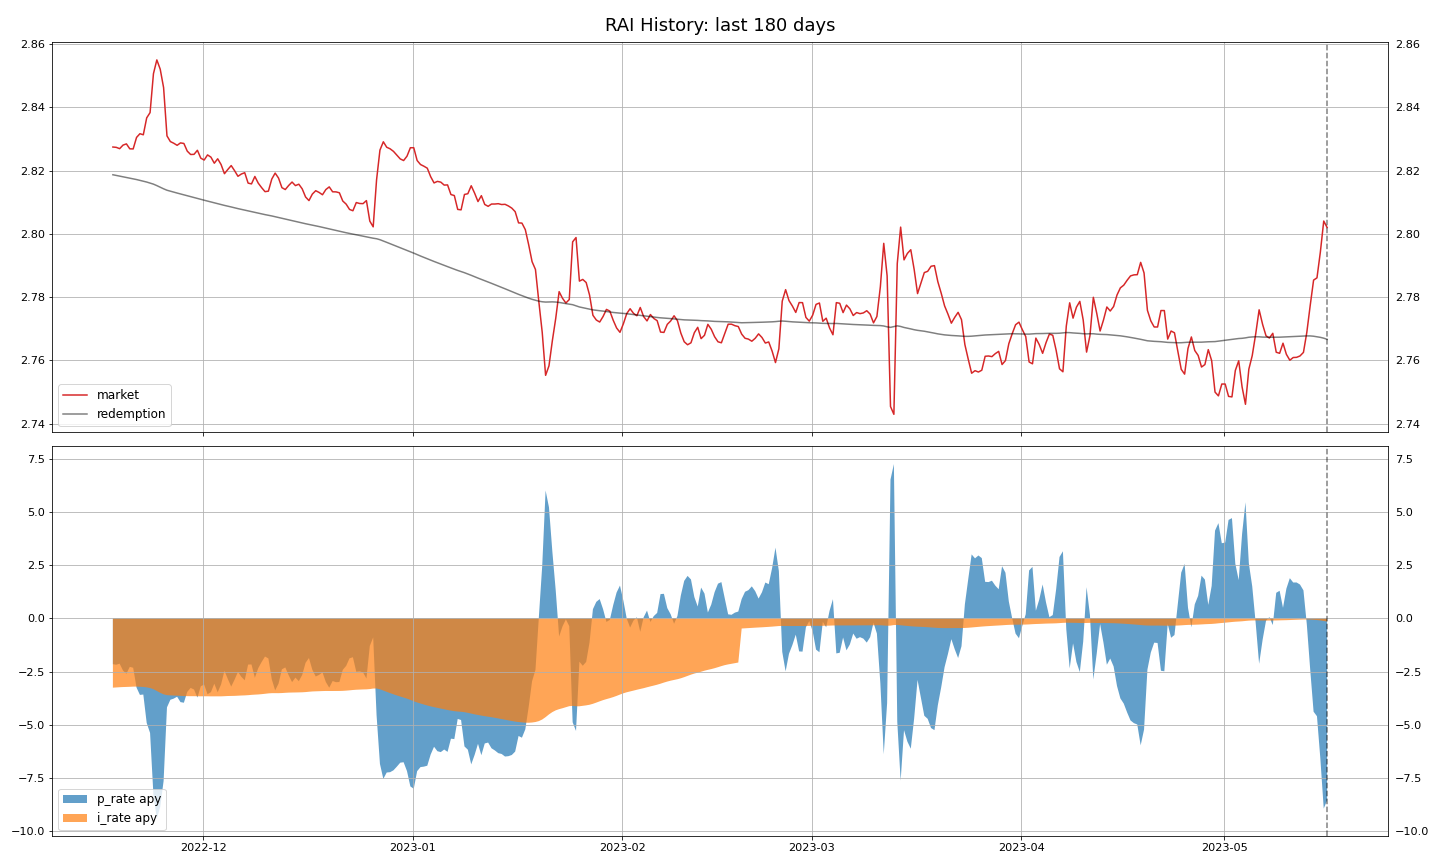 RAI History: last 180 days
2.86 2.86
2.84 2.84
2.82 2.82
2.80 2.80
2.78 2.78
2.76 2.76
2.74 2.74
market
redemption
7.5 7.5
5.0 5.0
2.5 2.5
0.0 0.0
−2.5 −2.5
−5.0 −5.0
−7.5 −7.5
−10.0 −10.0
p_rate apy
i_rate apy
2022-12 2023-01 2023-02 2023-03 2023-04 2023-05